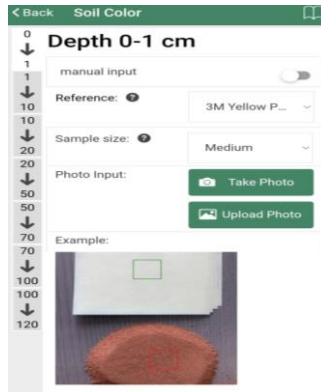 Back Soil Color
0
1
1
10
10
20
20
50
50
70
70
100
100
120
Depth 0-1 cm
manual input
Reference: ?
3M Yellow P...
Sample size: ?
Medium
Photo Input:
Take Photo
Upload Photo
Example: